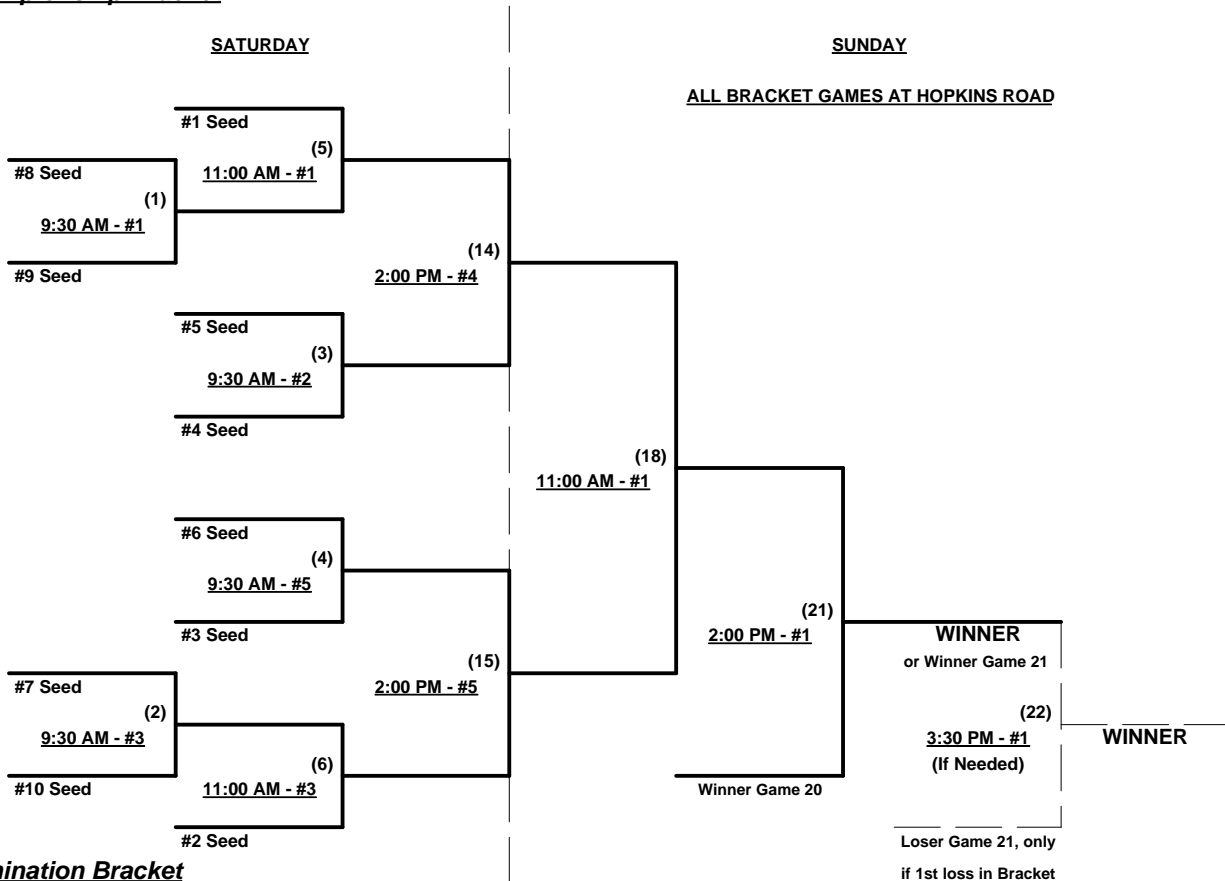 SATURDAY
SUNDAY
ALL BRACKET GAMES AT HOPKINS ROAD
#1 Seed
(5)
11:00 AM - #1
#8 Seed
(1)
9:30 AM - #1
#9 Seed
(14)
2:00 PM - #4
#5 Seed
(3)
9:30 AM - #2
#4 Seed
(18)
11:00 AM - #1
#6 Seed
(4)
9:30 AM - #5
#3 Seed
(21)
2:00 PM - #1
WINNER
or Winner Game 21
(15)
2:00 PM - #5
#7 Seed
(2)
9:30 AM - #3
#10 Seed
(6)
11:00 AM - #3
#2 Seed
Winner Game 20
(22)
3:30 PM - #1
(If Needed)
WINNER
Loser Game 21, only
if 1st loss in Bracket
Bracket